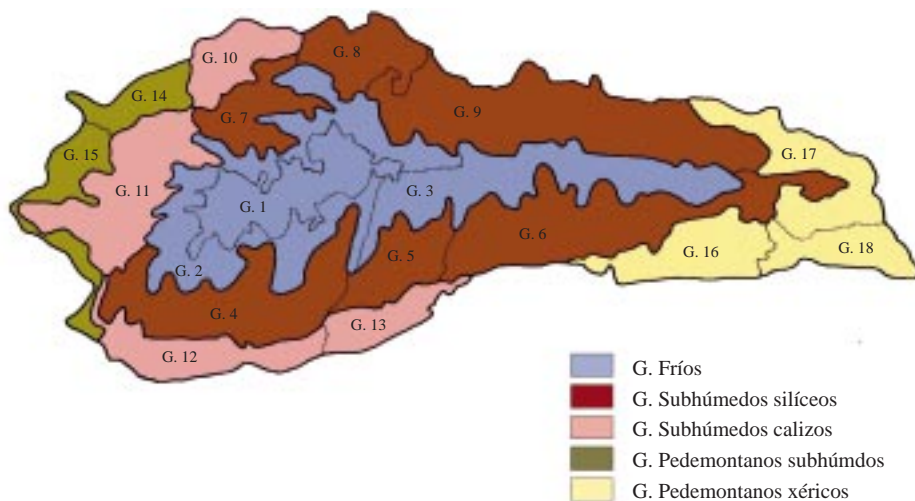 G. 10
G. 8
G. 14
G. 7
G. 9
G. 15
G. 17
G. 11
G. 3
G. 1
G. 6
G. 16
G. 18
G. 5
G. 2
G. 4
G. 13
G. 12
G. Fríos
G. Subhúmedos silíceos
G. Subhúmedos calizos
G. Pedemontanos subhúmdos
G. Pedemontanos xéricos